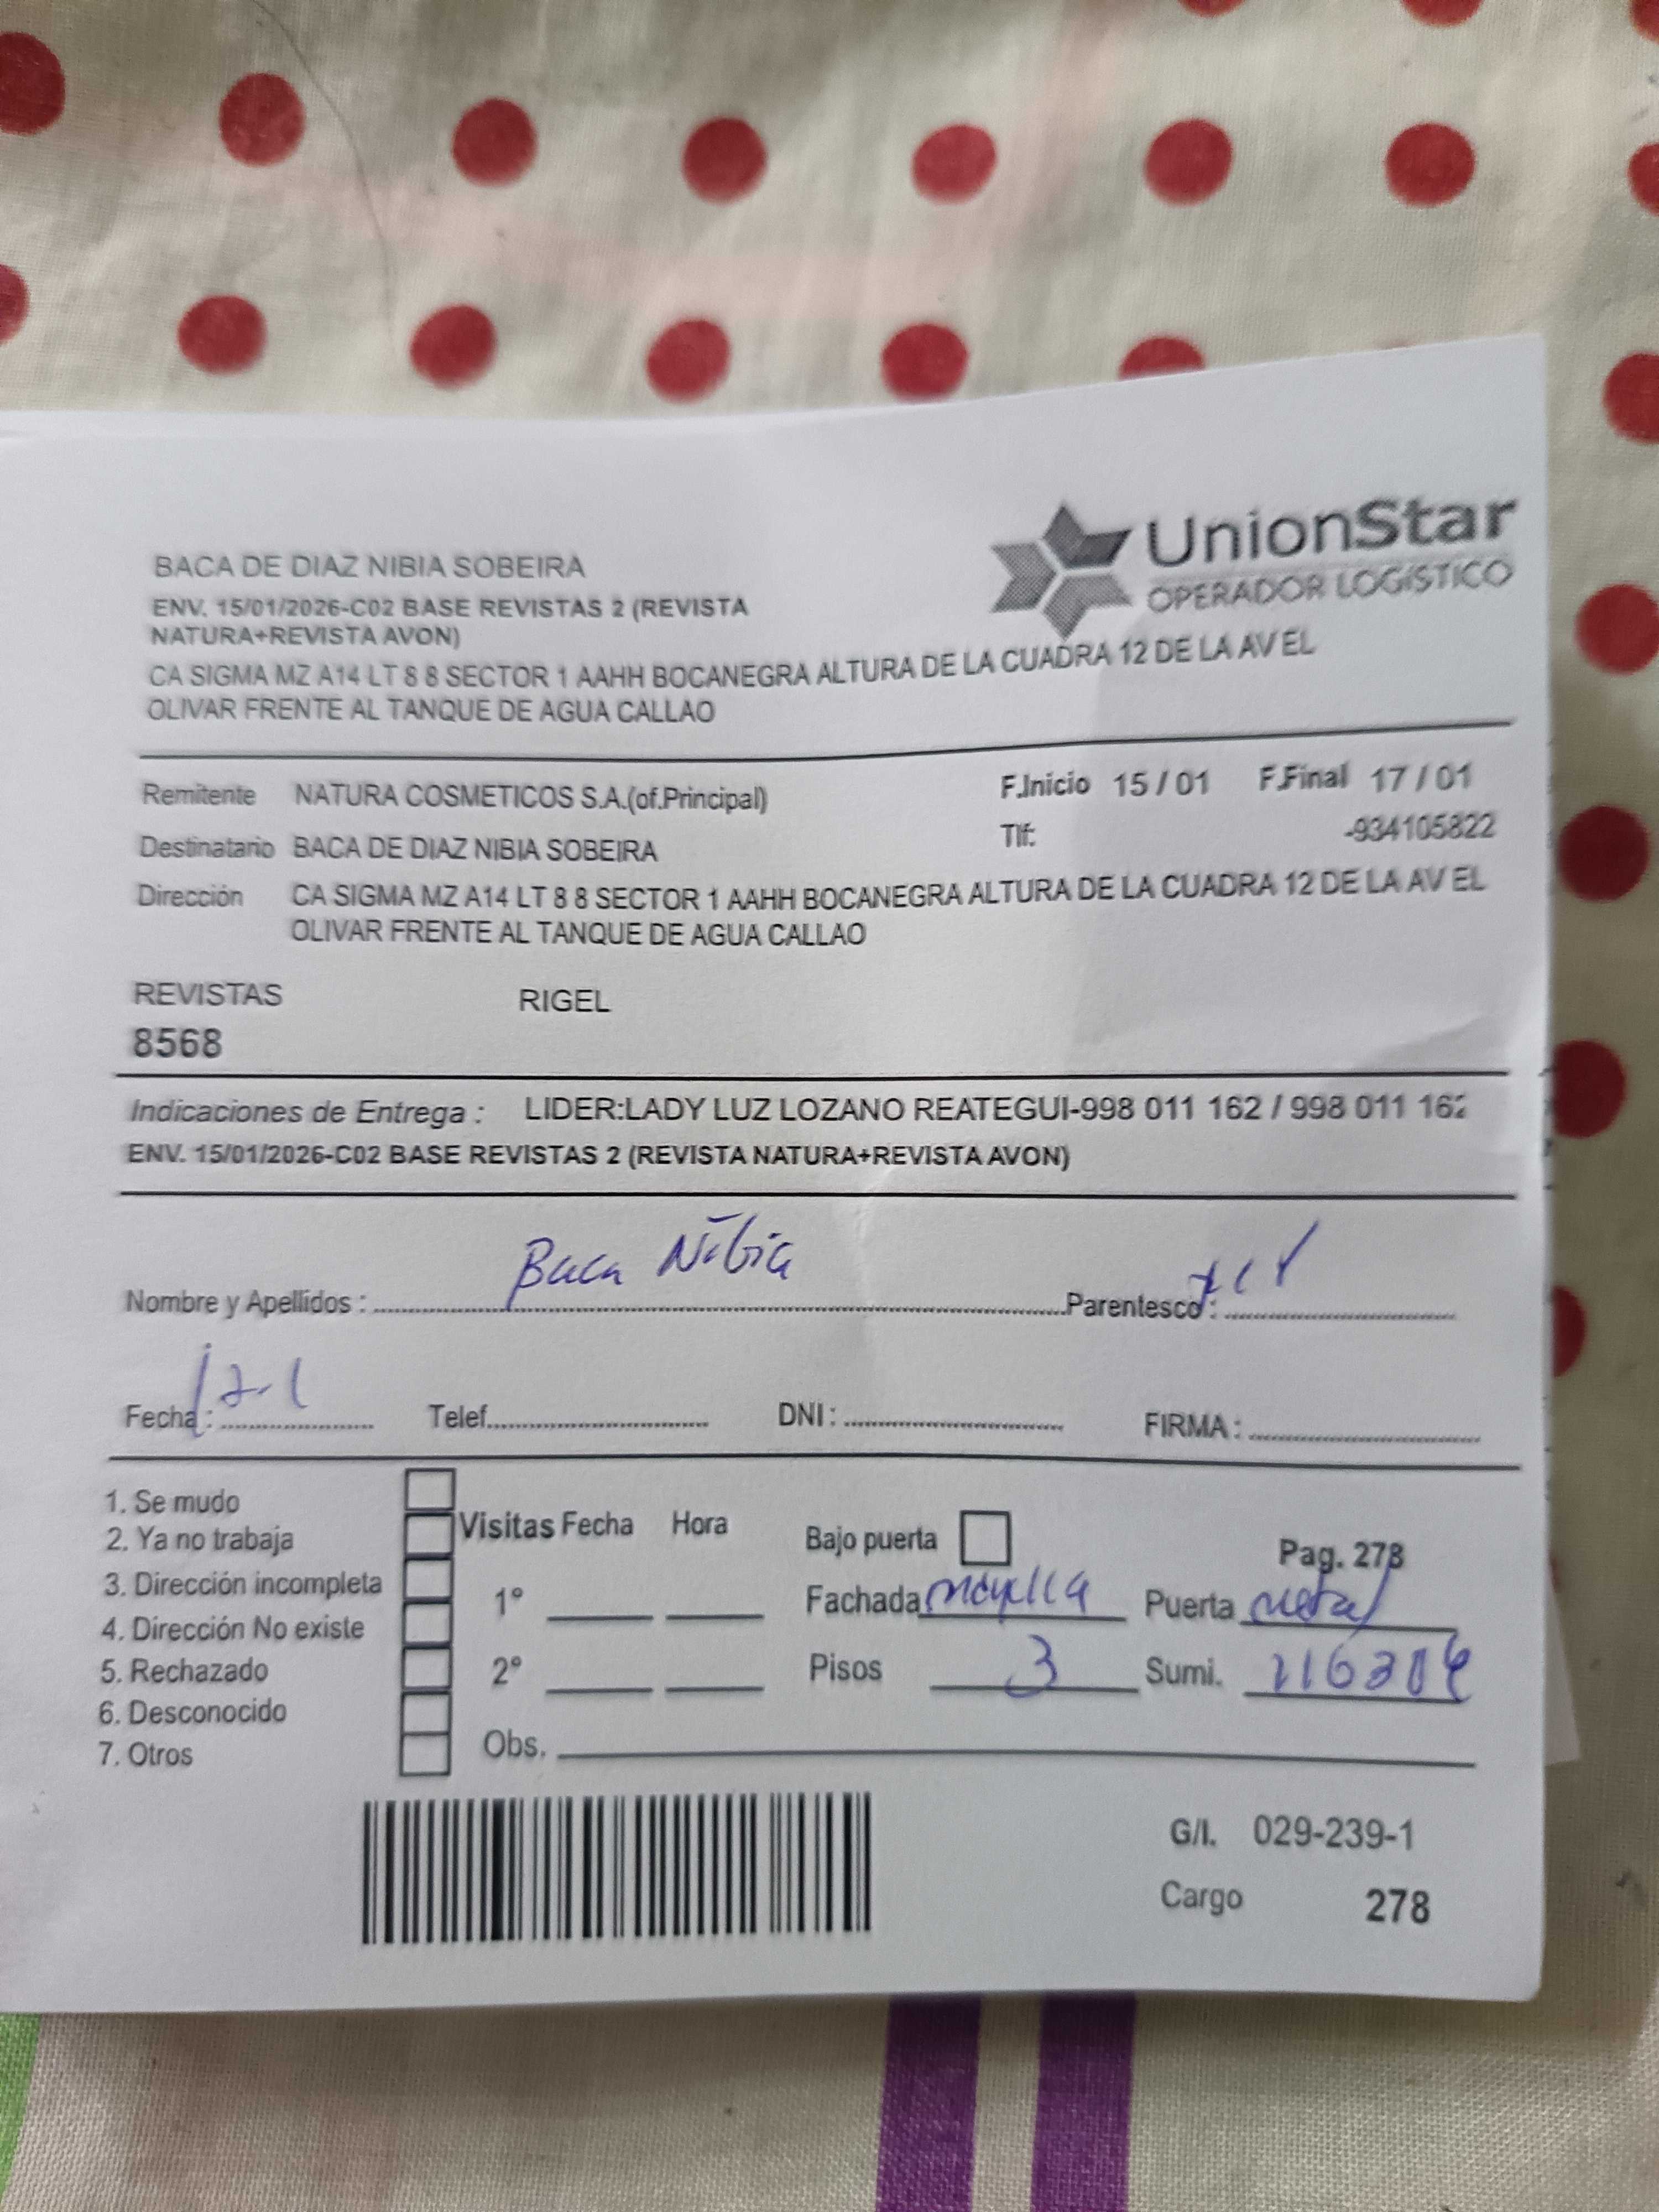 UnionStar
OPERADOR LOGÍSTICO
BACA DE DIAZ NIBIA SOBEIRA
ENV. 15/01/2026-C02 BASE REVISTAS 2 (REVISTA
NATURA+REVISTA AVON)
CA SIGMA MZ A14 LT 8 8 SECTOR 1 AAHH BOCANEGRA ALTURA DE LA CUADRA 12 DE LA AV EL
OLIVAR FRENTE AL TANQUE DE AGUA CALLAO
Remitente NATURA COSMETICOS S.A.(of.Principal) F.Inicio 15 / 01 F.Final 17 / 01
Tlf: -934105822
Destinatario BACA DE DIAZ NIBIA SOBEIRA
Dirección CA SIGMA MZ A14 LT 8 8 SECTOR 1 AAHH BOCANEGRA ALTURA DE LA CUADRA 12 DE LA AV EL
OLIVAR FRENTE AL TANQUE DE AGUA CALLAO
REVISTAS RIGEL
8568
Indicaciones de Entrega : LIDER:LADY LUZ LOZANO REATEGUI-998 011 162 / 998 011 162
ENV. 15/01/2026-C02 BASE REVISTAS 2 (REVISTA NATURA+REVISTA AVON)
Nombre y Apellidos : Baca Nibia Parentesco :
Fecha : Telef. DNI : FIRMA :
1. Se mudo
2. Ya no trabaja
3. Dirección incompleta
4. Dirección No existe
5. Rechazado
6. Desconocido
7. Otros
Visitas Fecha Hora
1°
2°
Obs.
Bajo puerta Pag. 278
Fachada Puerta metal
Pisos 3 Sumi.
G/I. 029-239-1
Cargo 278